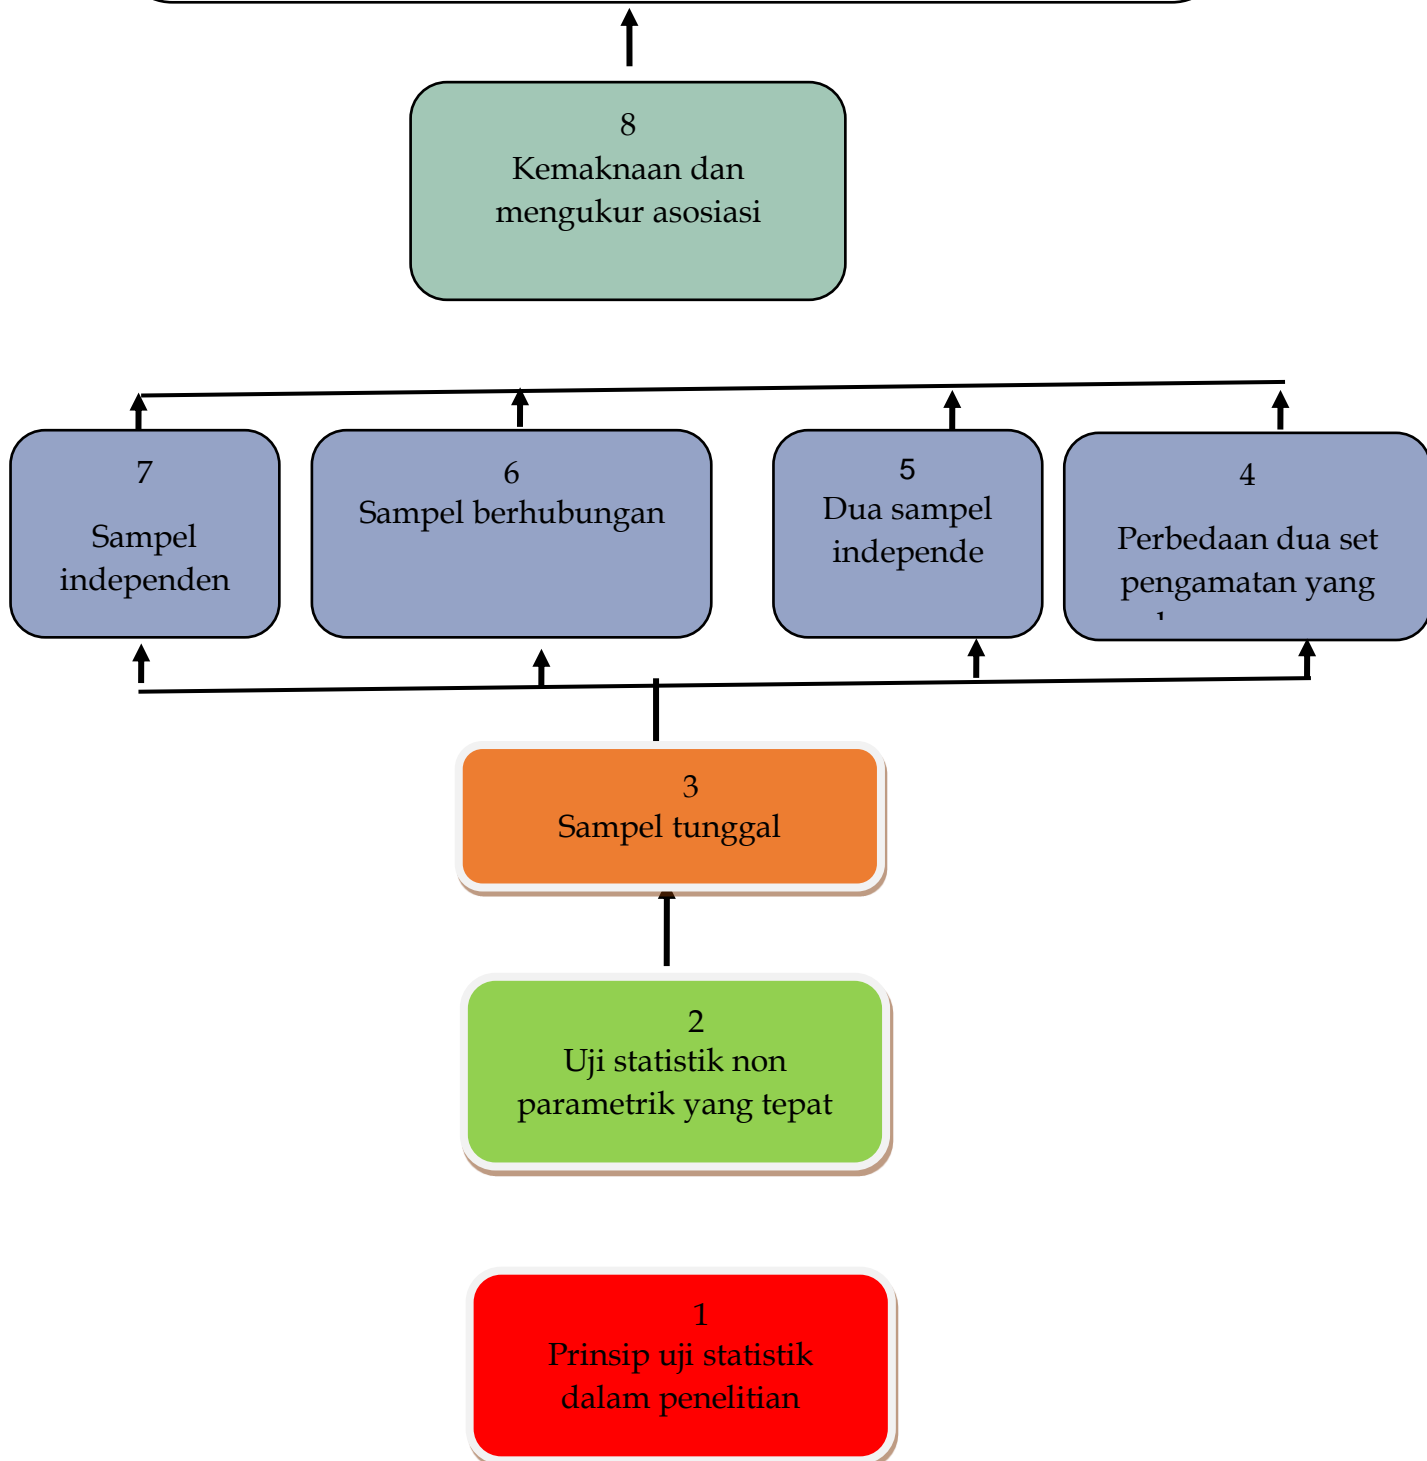 8
Kemaknaan dan
mengukur asosiasi
7
Sampel
independen
6
Sampel berhubungan
5
Dua sampel
independe
4
Perbedaan dua set
pengamatan yang
3
Sampel tunggal
2
Uji statistik non
parametrik yang tepat
1
Prinsip uji statistik
dalam penelitian